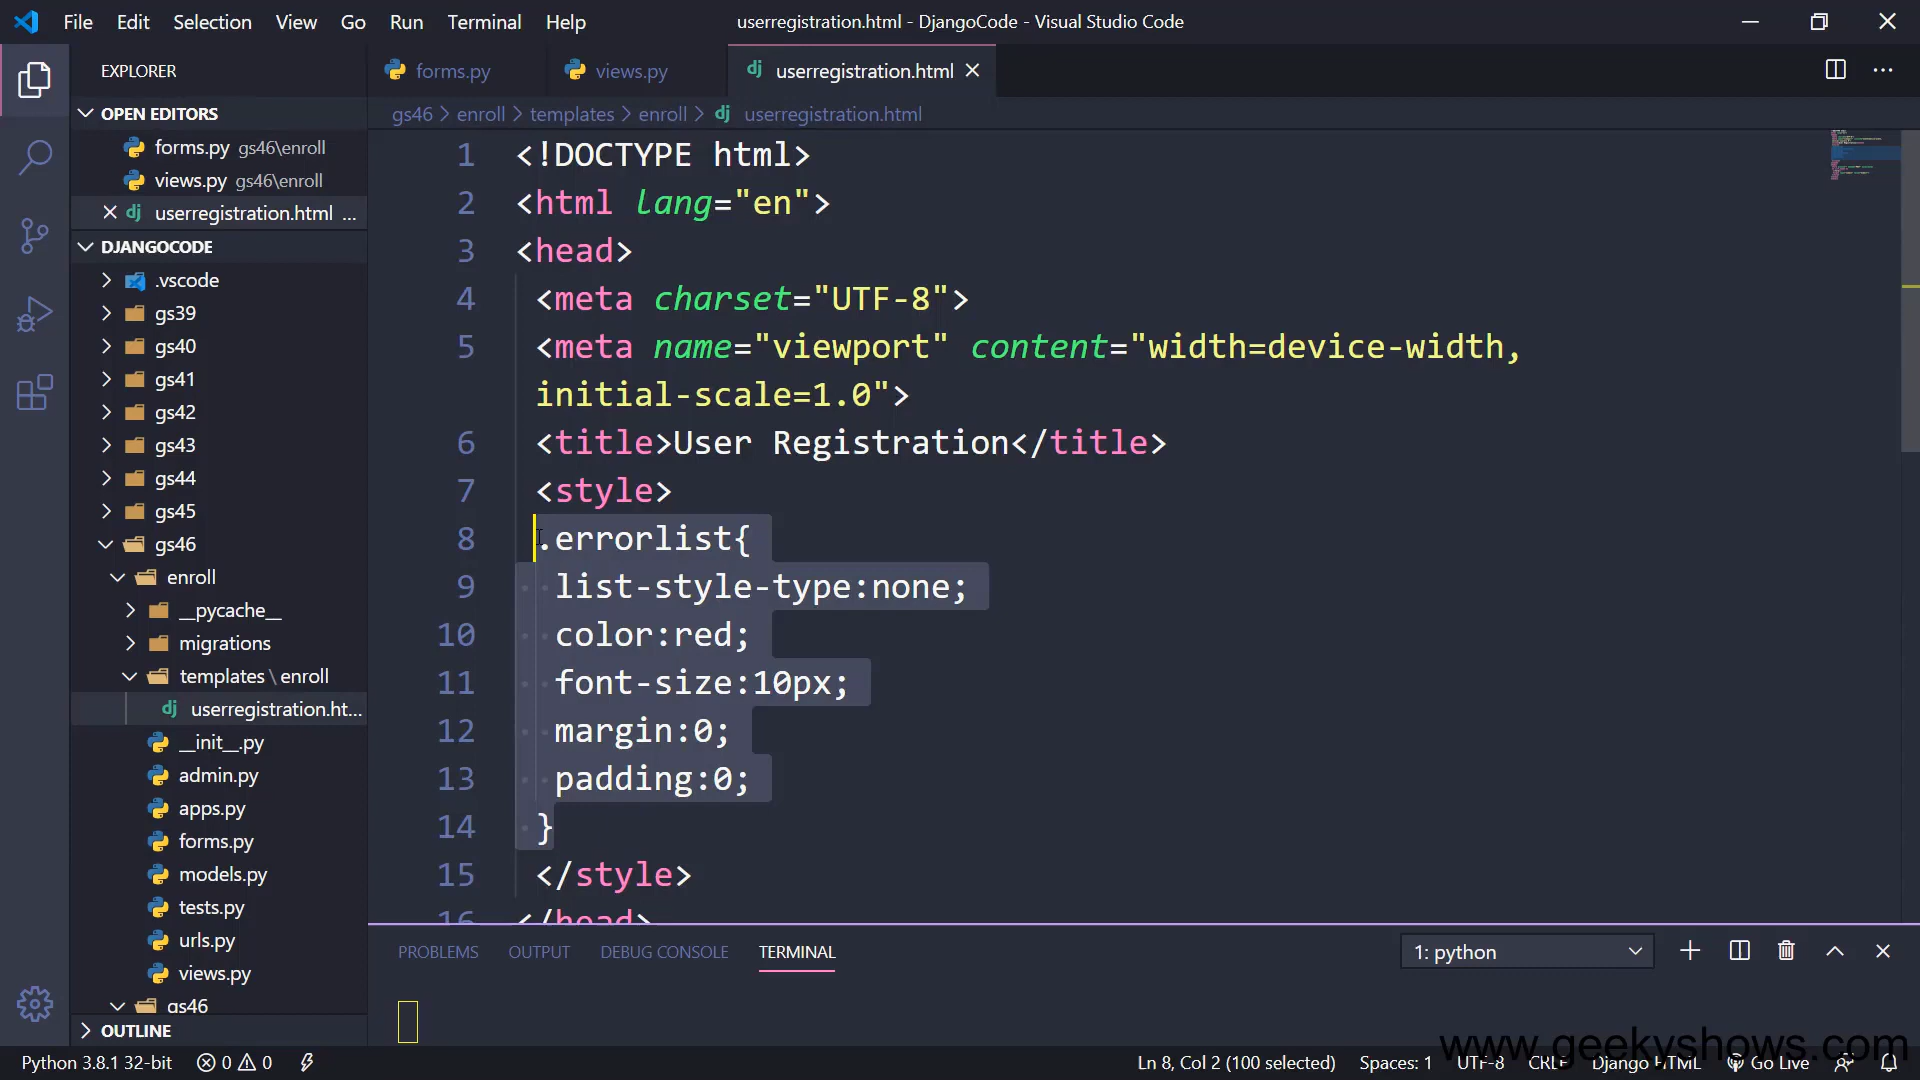 File Edit Selection View Go Run Terminal Help
userregistration.html - DjangoCode - Visual Studio Code
EXPLORER
forms.py
views.py
userregistration.html
OPEN EDITORS
gs46 > enroll > templates > enroll > userregistration.html
forms.py gs46\enroll
views.py gs46\enroll
userregistration.html ...
DJANGOCODE
.vscode
gs39
gs40
gs41
gs42
gs43
gs44
gs45
gs46
enroll
__pycache__
migrations
templates\enroll
userregistration.ht...
__init__.py
admin.py
apps.py
forms.py
models.py
tests.py
urls.py
views.py
gs46
OUTLINE
1 <!DOCTYPE html>
2 <html lang="en">
3 <head>
4 <meta charset="UTF-8">
5 <meta name="viewport" content="width=device-width,
initial-scale=1.0">
6 <title>User Registration</title>
7 <style>
8 .errorlist{
9 list-style-type:none;
10 color:red;
11 font-size:10px;
12 margin:0;
13 padding:0;
14 }
15 </style>
16 </head>
PROBLEMS OUTPUT DEBUG CONSOLE TERMINAL
1: python
www.geekyshows.com
Python 3.8.1 32-bit 0 0
Ln 8, Col 2 (100 selected) Spaces: 1 UTF-8 CRLF Django HTML Go Live